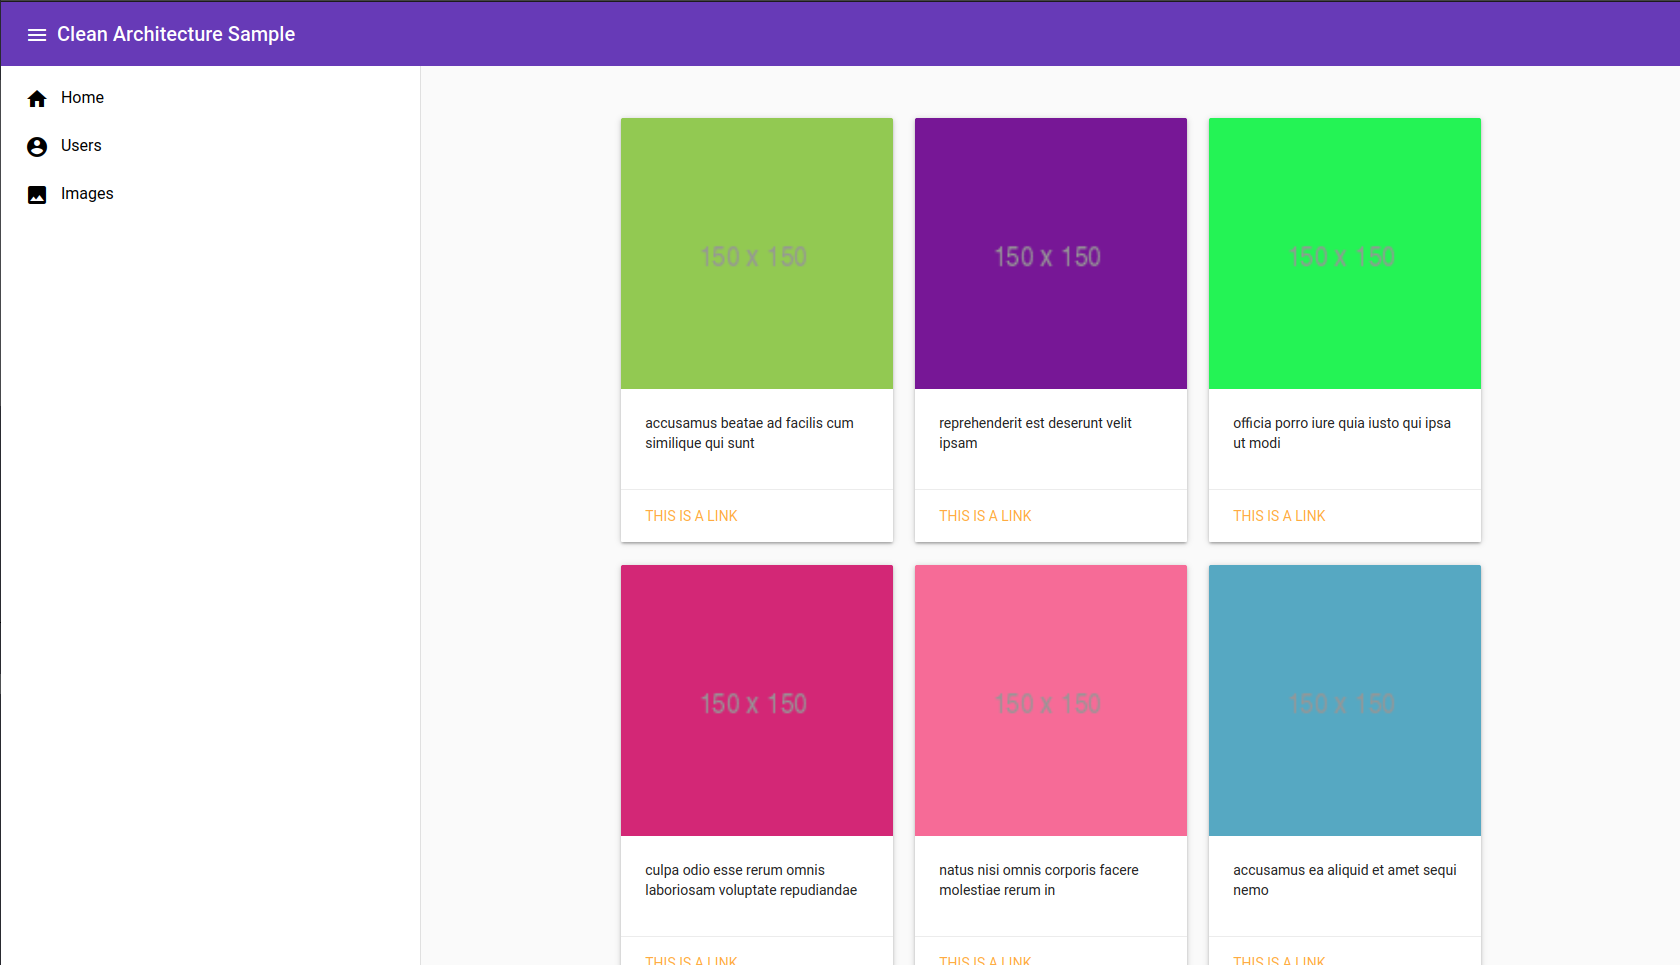 Clean Architecture Sample
Home
Users
Images
150 x 150
150 x 150
150 x 150
accusamus beatae ad facilis cum
similique qui sunt
reprehenderit est deserunt velit
ipsam
officia porro iure quia iusto qui ipsa
ut modi
THIS IS A LINK
THIS IS A LINK
THIS IS A LINK
150 x 150
150 x 150
150 x 150
culpa odio esse rerum omnis
laboriosam voluptate repudiandae
natus nisi omnis corporis facere
molestiae rerum in
accusamus ea aliquid et amet sequi
nemo
THIS IS A LINK
THIS IS A LINK
THIS IS A LINK